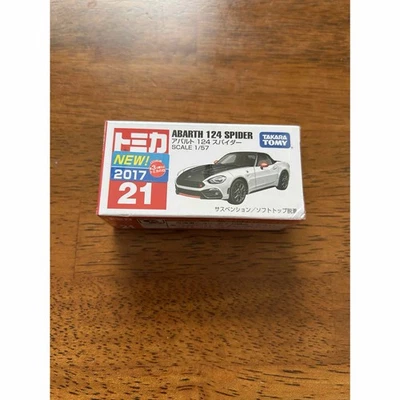 トミカ
NEW!
2017
21
ABARTH 124 SPIDER
アバルト 124 スパイダー
SCALE 1/57
TAKARA
TOMY
サスペンション/ソフトトップ脱着